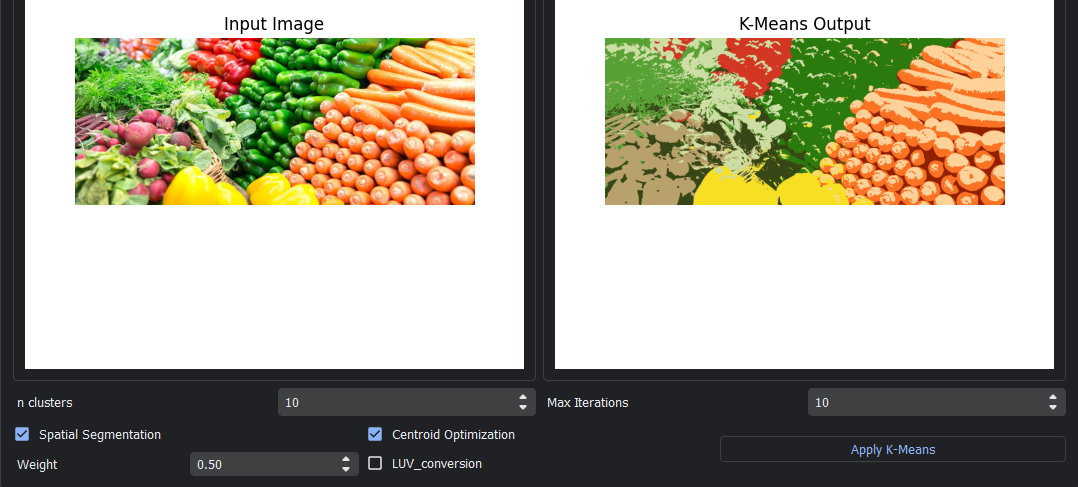 Input Image
K-Means Output
n clusters
10
Max Iterations
10
Spatial Segmentation
Centroid Optimization
Weight
0.50
LUV_conversion
Apply K-Means